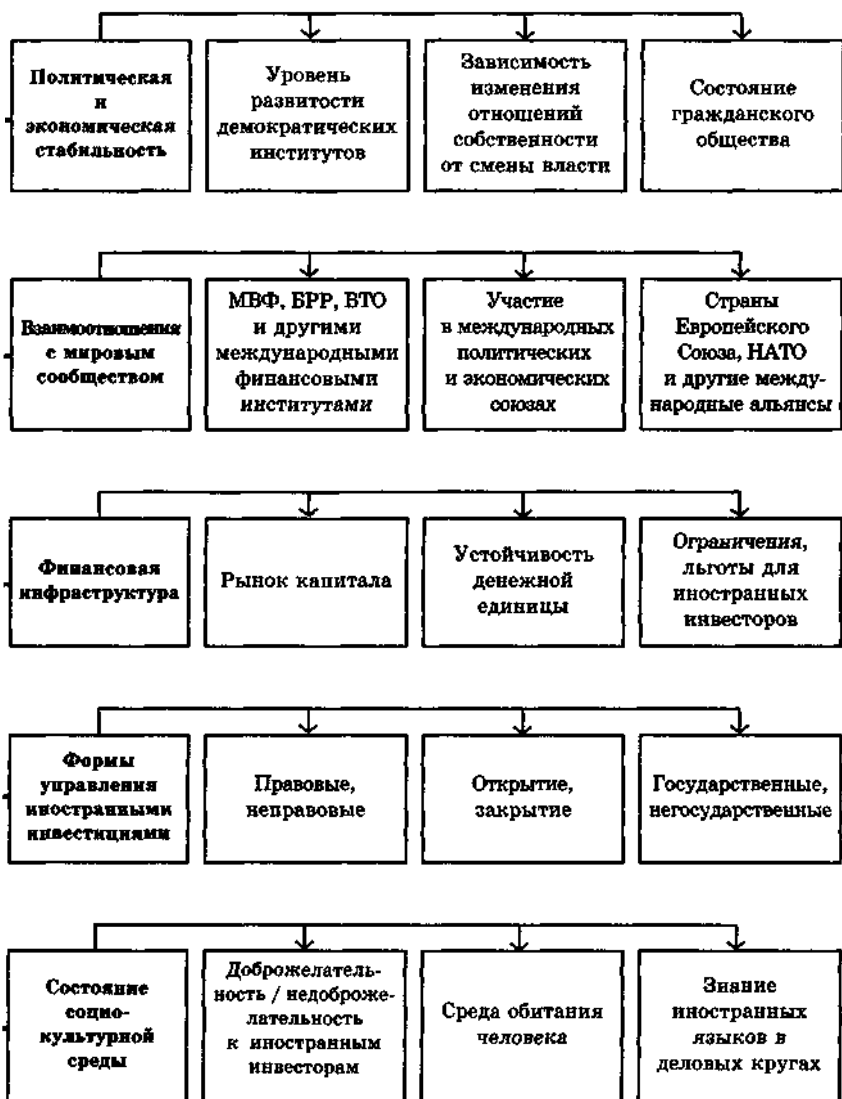 Политическая
и
экономическая
стабильность
Уровень
развитости
демократических
институтов
Зависимость
изменения
отношений
собственности
от смены власти
Состояние
гражданского
общества
Взаимоотношения
с мировым
сообществом
МВФ, БРР, ВТО
и другими
международными
финансовыми
институтами
Участие
в международных
политических
и экономических
союзах
Страны
Европейского
Союза, НАТО
и другие между-
народные альянсы
Финансовая
инфраструктура
Рынок капитала
Устойчивость
денежной
единицы
Ограничения,
льготы для
иностранных
инвесторов
Формы
управления
иностранными
инвестициями
Правовые,
неправовые
Открытие,
закрытие
Государственные,
негосударственные
Состояние
социо-
культурной
среды
Доброжелатель-
ность / недоброже-
лательность
к иностранным
инвесторам
Среда обитания
человека
Знание
иностранных
языков в
деловых кругах